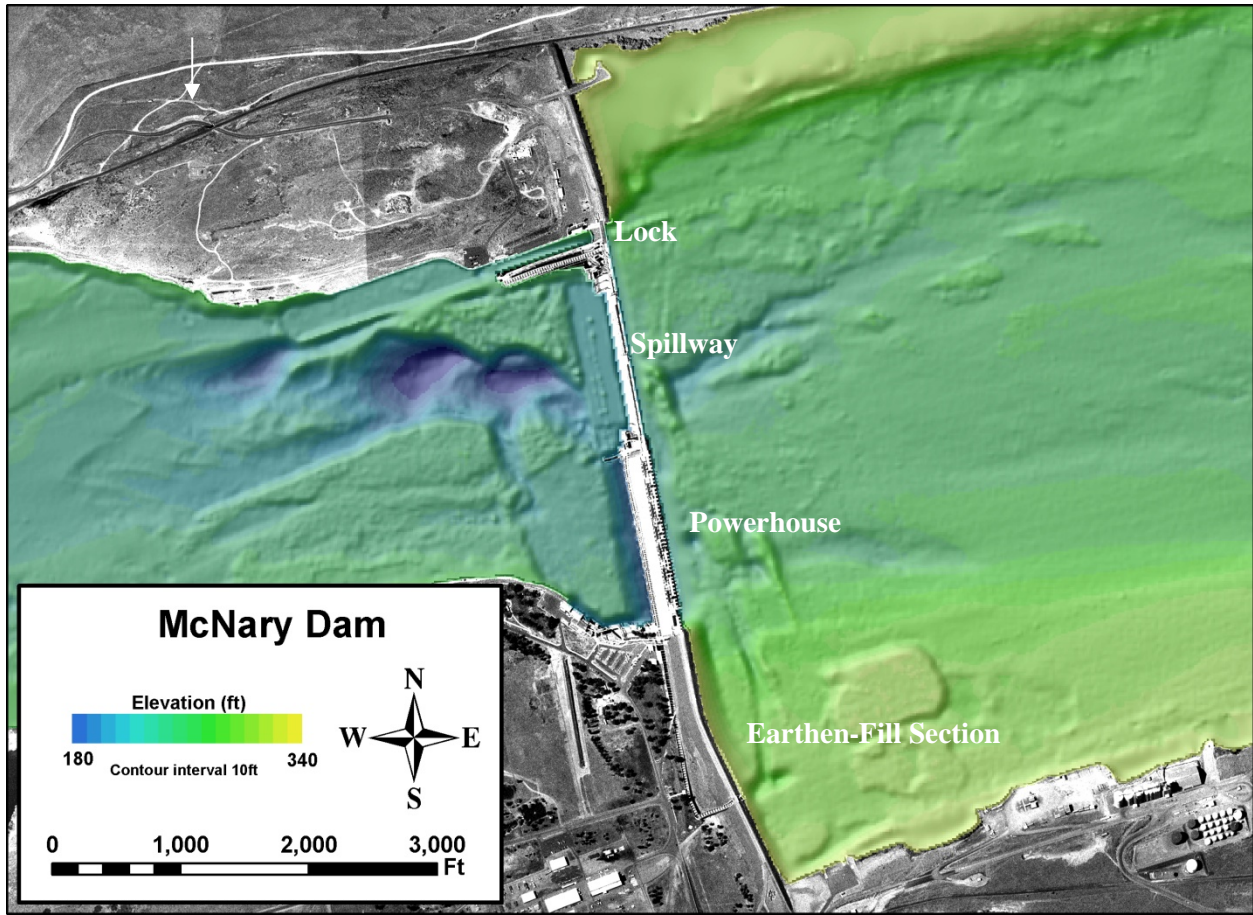 Lock
Spillway
Powerhouse
Earthen-Fill Section
McNary Dam
Elevation (ft)
180 340
Contour interval 10ft
N
W E
S
0 1,000 2,000 3,000
Ft